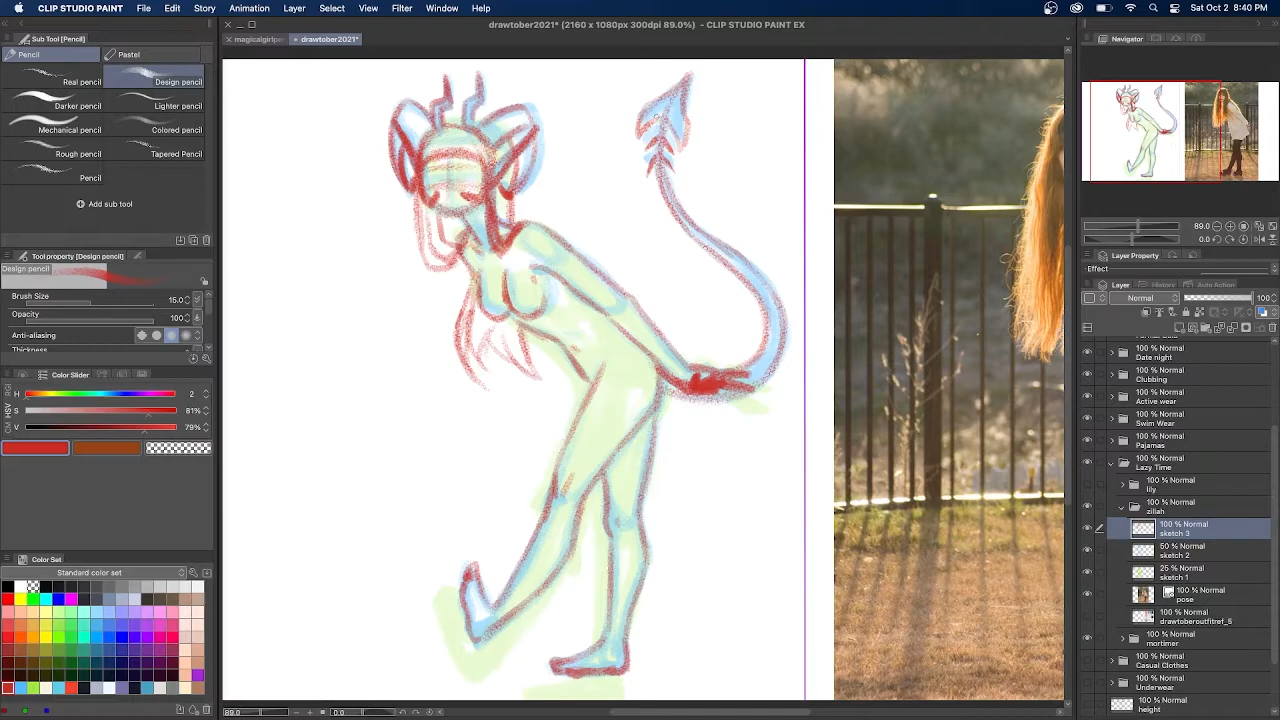 CLIP STUDIO PAINT
File
Edit
Story
Animation
Layer
Select
View
Filter
Window
Help
Sat Oct 2 8:40 PM
drawtober2021* (2160 x 1080px 300dpi 89.0%) - CLIP STUDIO PAINT EX
Sub Tool [Pencil]
magicalgirlper
drawtober2021*
Navigator
Pencil
Pastel
Real pencil
Design pencil
Darker pencil
Lighter pencil
Mechanical pencil
Colored pencil
Rough pencil
Tapered Pencil
Pencil
Add sub tool
89.0
0.0
Tool property [Design pencil]
Design pencil
Brush Size
15.0
Opacity
100
Anti-aliasing
Thickness
Layer Property
Effect
Layer
History
Auto Action
Normal
100
Color Slider
H
2
S
81%
V
79%
HSV
Color Set
Standard color set
100 % Normal
Date night
100 % Normal
Clubbing
100 % Normal
Active wear
100 % Normal
Swim Wear
100 % Normal
Pajamas
100 % Normal
Lazy Time
100 % Normal
lily
100 % Normal
zillah
100 % Normal
sketch 3
50 % Normal
sketch 2
25 % Normal
sketch 1
100 % Normal
pose
100 % Normal
drawtoberoutfitref_5
100 % Normal
mortimer
100 % Normal
Casual Clothes
100 % Normal
Underwear
100 % Normal
height
89.0
0.0